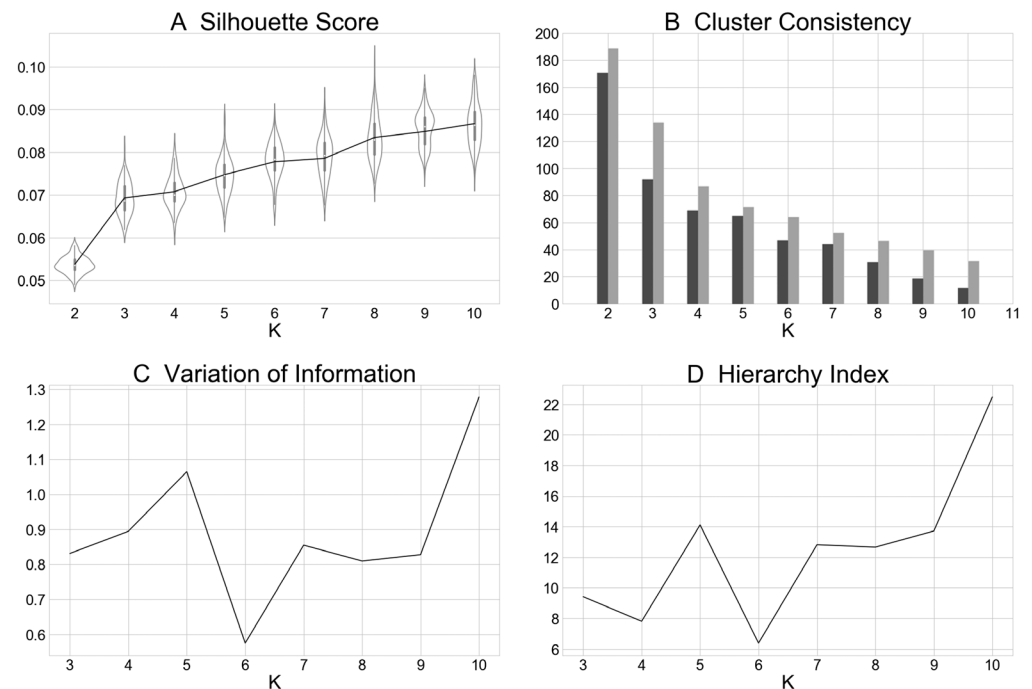 A Silhouette Score
0.10
0.09
0.08
0.07
0.06
0.05
2 3 4 5 6 7 8 9 10
K
B Cluster Consistency
200
180
160
140
120
100
80
60
40
20
0
2 3 4 5 6 7 8 9 10 11
K
C Variation of Information
1.3
1.2
1.1
1.0
0.9
0.8
0.7
0.6
3 4 5 6 7 8 9 10
K
D Hierarchy Index
22
20
18
16
14
12
10
8
6
3 4 5 6 7 8 9 10
K